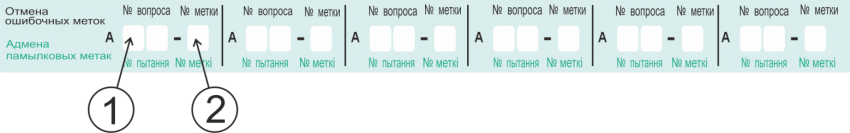 Отмена ошибочных меток
№ вопроса № метки № вопроса № метки № вопроса № метки № вопроса № метки № вопроса № метки № вопроса № метки
Адмена памылковых метак
А - А - А - А - А - А -
№ пытання № меткі № пытання № меткі № пытання № меткі № пытання № меткі № пытання № меткі № пытання № меткі
1 2